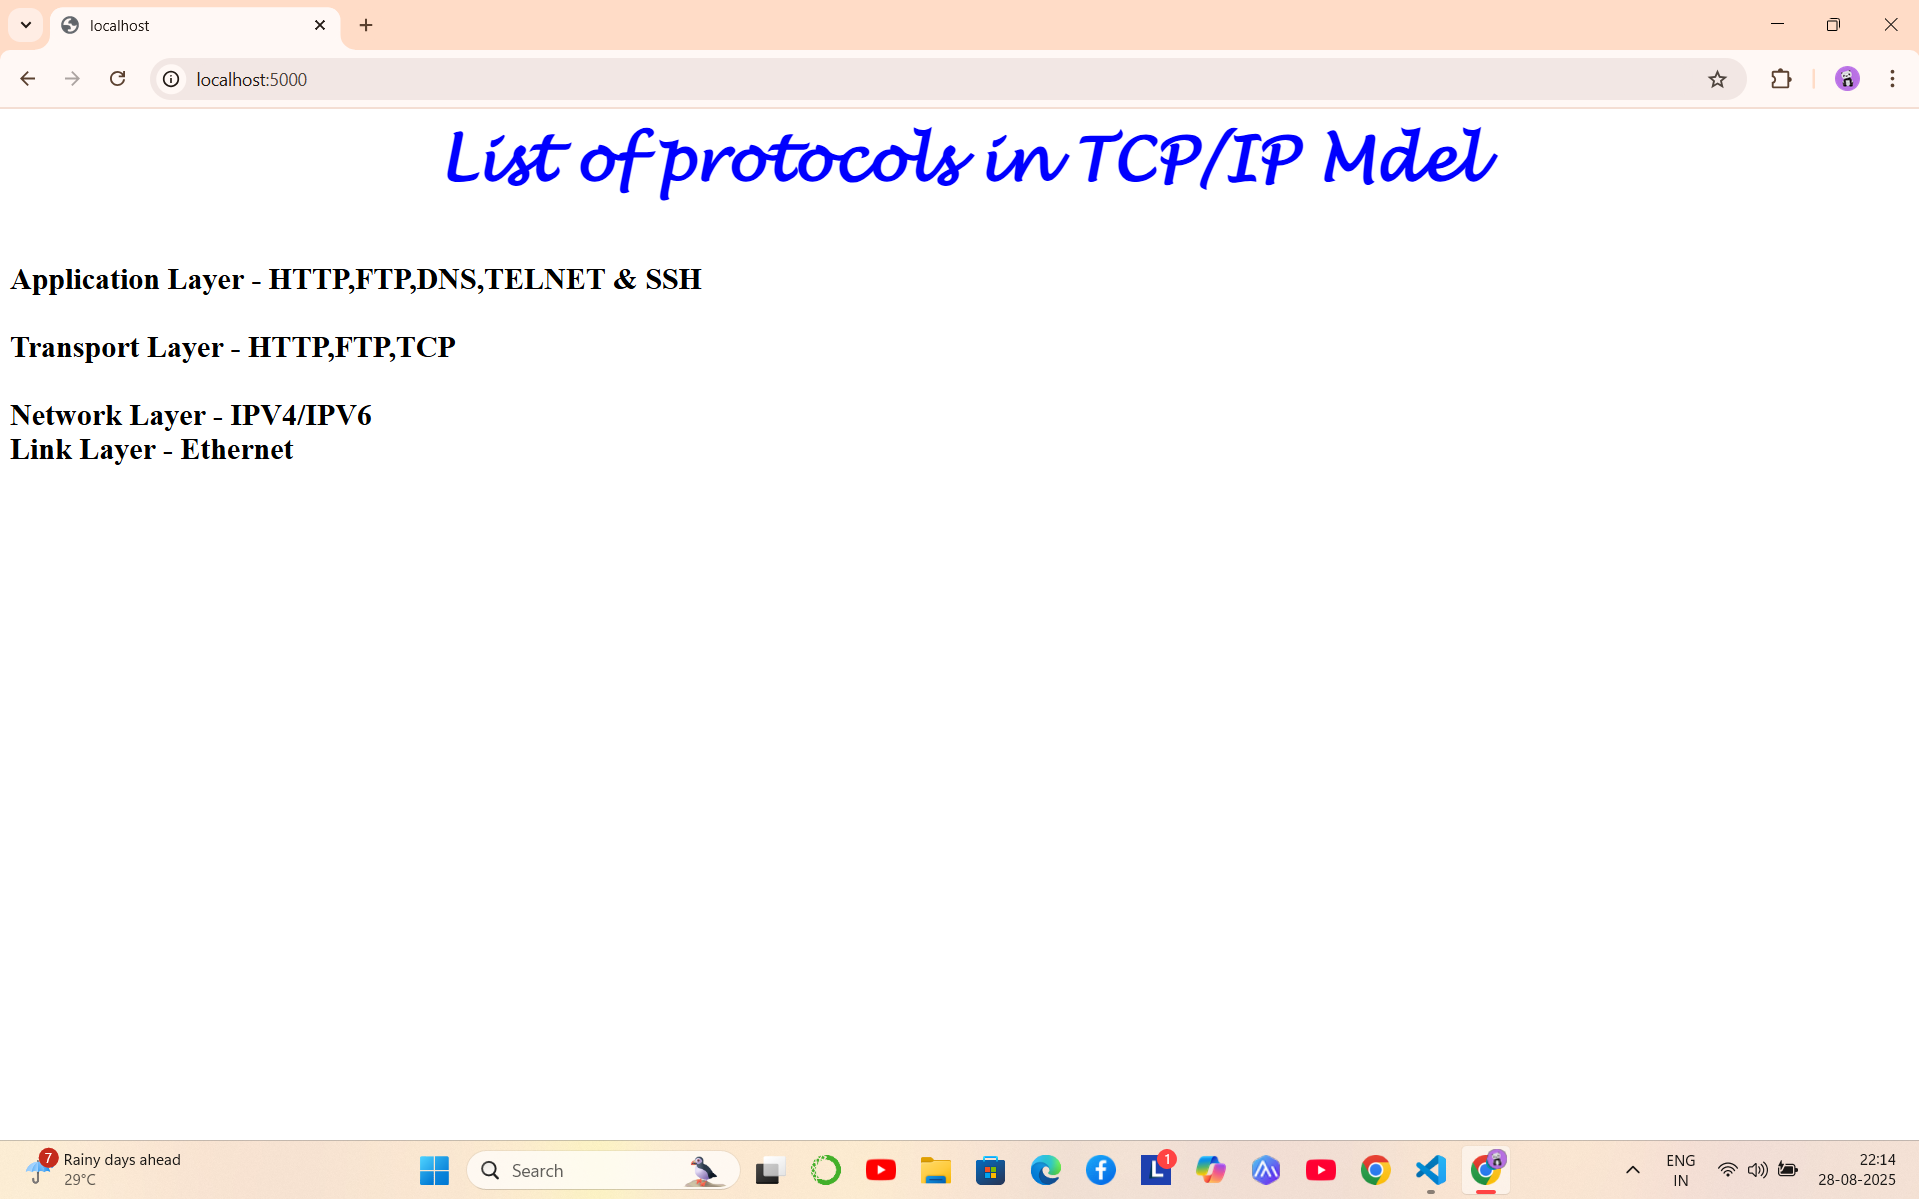 localhost
localhost:5000
List of protocols in TCP/IP Mdel
Application Layer - HTTP,FTP,DNS,TELNET & SSH
Transport Layer - HTTP,FTP,TCP
Network Layer - IPV4/IPV6
Link Layer - Ethernet
7
Rainy days ahead
29°C
Search
L
1
ENG
IN
22:14
28-08-2025